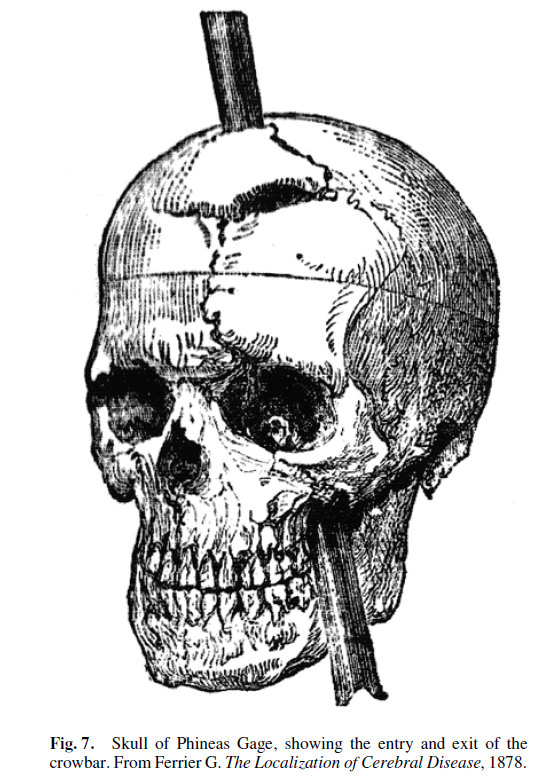 Fig. 7. Skull of Phineas Gage, showing the entry and exit of the
crowbar. From Ferrier G. The Localization of Cerebral Disease, 1878.